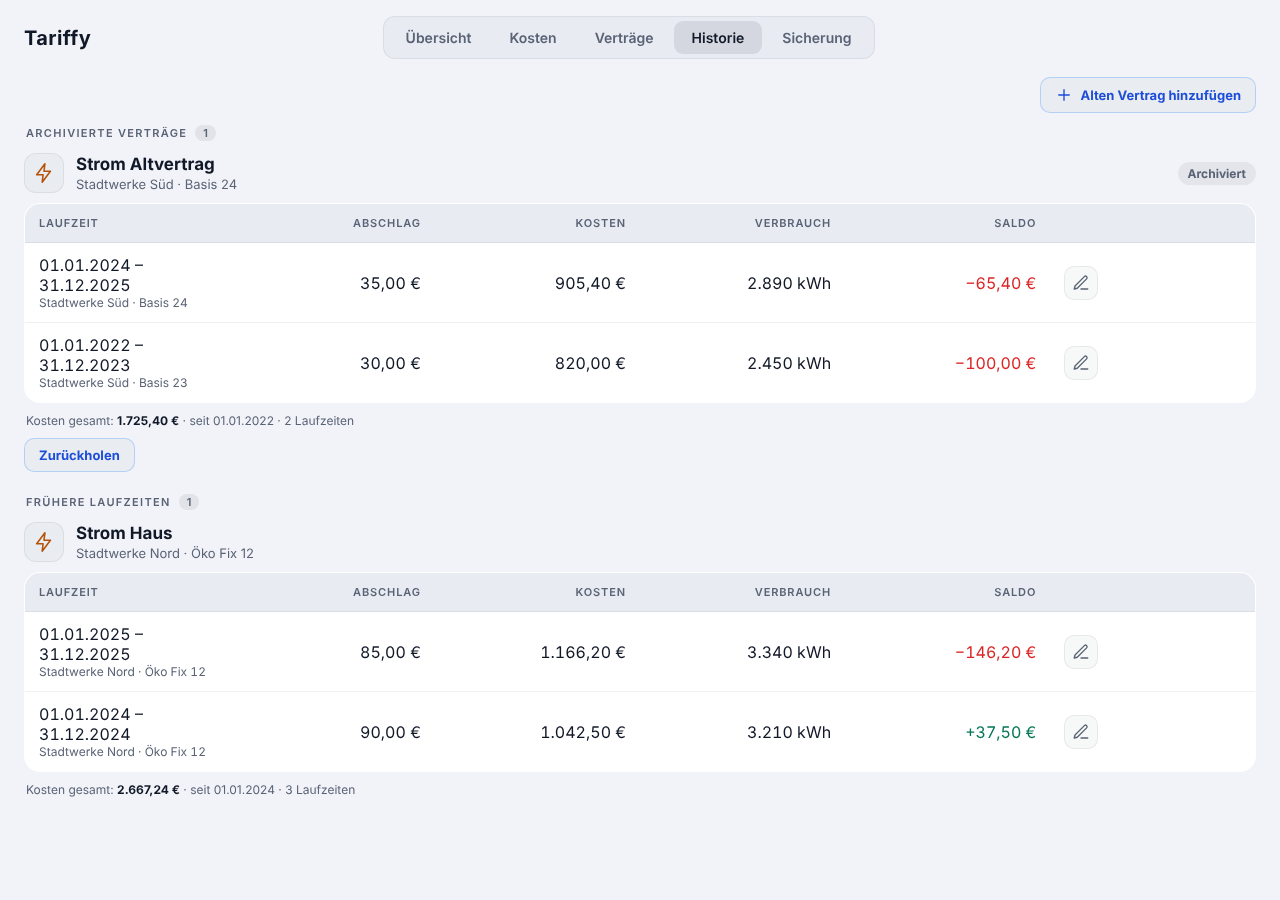 Tariffy
Übersicht Kosten Verträge Historie Sicherung
Alten Vertrag hinzufügen
ARCHIVIERTE VERTRÄGE 1
Strom Altvertrag
Stadtwerke Süd · Basis 24
Archiviert
LAUFZEIT ABSCHLAG KOSTEN VERBRAUCH SALDO
01.01.2024 –
31.12.2025
Stadtwerke Süd · Basis 24
35,00 € 905,40 € 2.890 kWh −65,40 €
01.01.2022 –
31.12.2023
Stadtwerke Süd · Basis 23
30,00 € 820,00 € 2.450 kWh −100,00 €
Kosten gesamt: 1.725,40 € · seit 01.01.2022 · 2 Laufzeiten
Zurückholen
FRÜHERE LAUFZEITEN 1
Strom Haus
Stadtwerke Nord · Öko Fix 12
LAUFZEIT ABSCHLAG KOSTEN VERBRAUCH SALDO
01.01.2025 –
31.12.2025
Stadtwerke Nord · Öko Fix 12
85,00 € 1.166,20 € 3.340 kWh −146,20 €
01.01.2024 –
31.12.2024
Stadtwerke Nord · Öko Fix 12
90,00 € 1.042,50 € 3.210 kWh +37,50 €
Kosten gesamt: 2.667,24 € · seit 01.01.2024 · 3 Laufzeiten